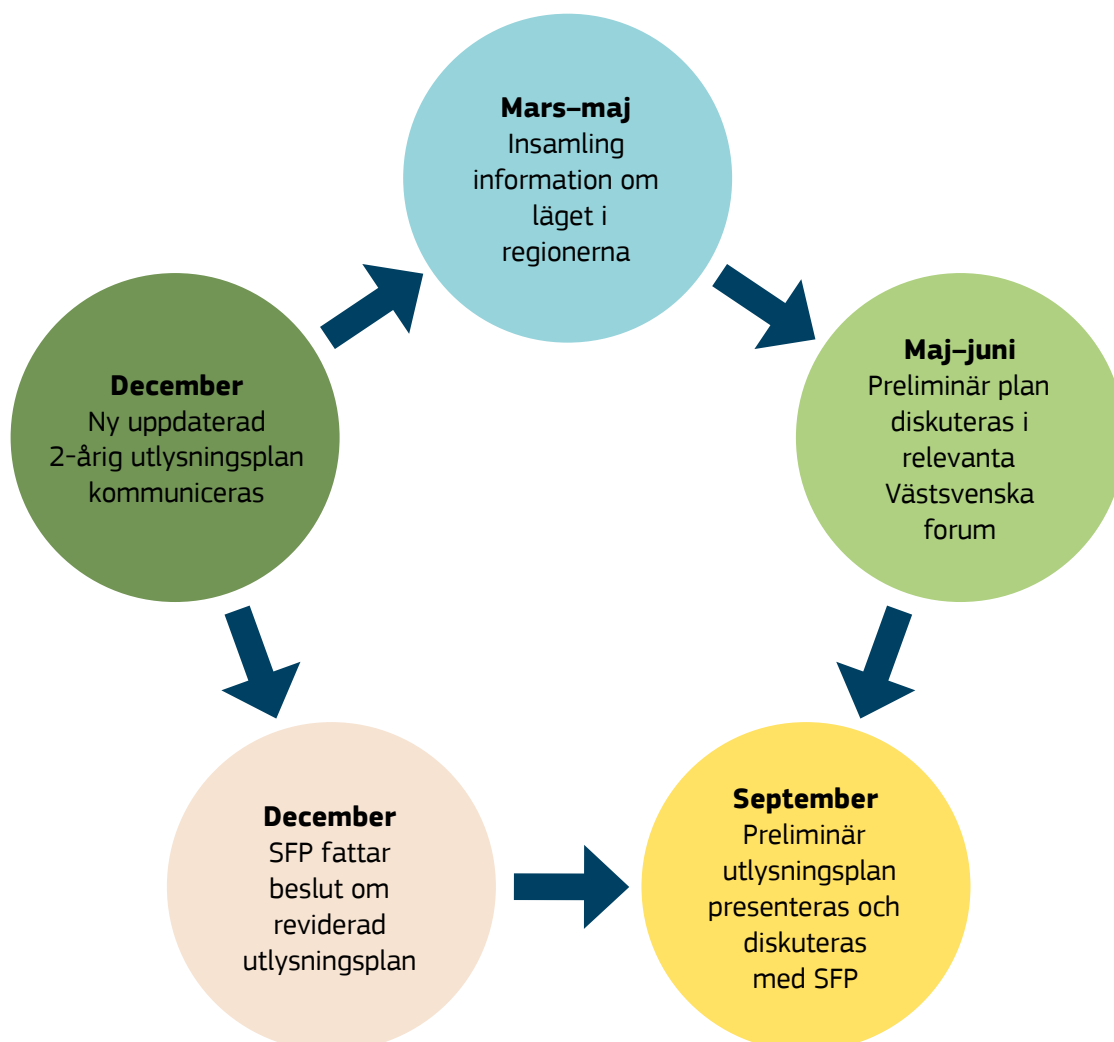 Mars–maj
Insamling
information om
läget i
regionerna
Maj–juni
Preliminär plan
diskuteras i
relevanta
Västsvenska
forum
September
Preliminär
utlysningsplan
presenteras och
diskuteras
med SFP
December
SFP fattar
beslut om
reviderad
utlysningsplan
December
Ny uppdaterad
2-årig utlysningsplan
kommuniceras